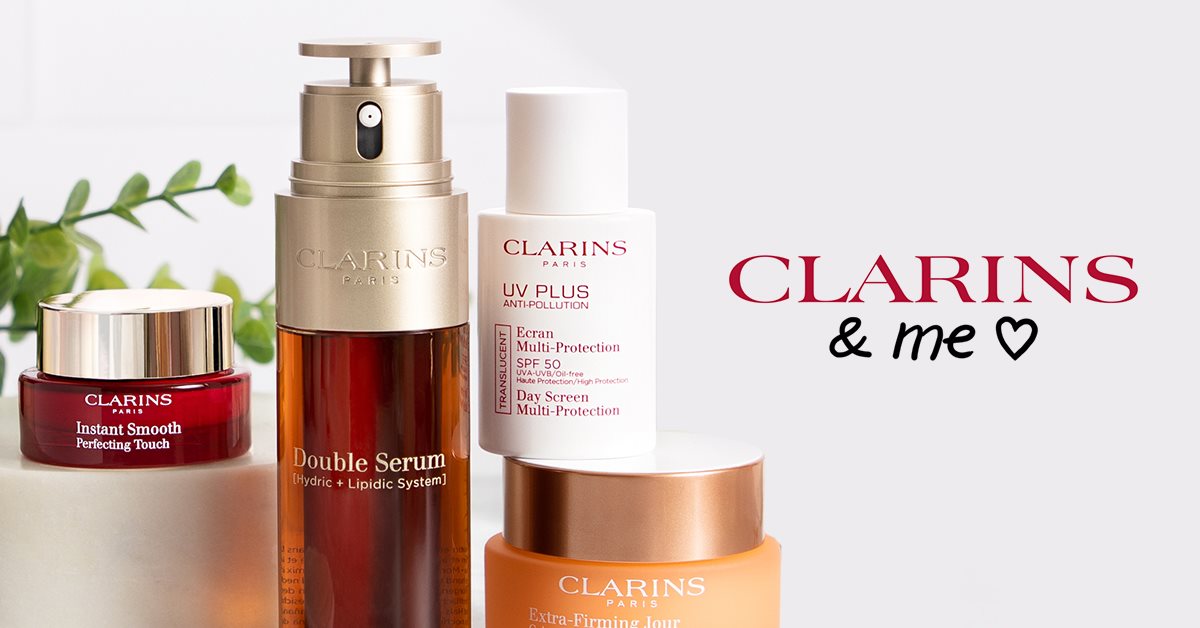 CLARINS
PARIS
Instant Smooth
Perfecting Touch
CLARINS
PARIS
Double Serum
[Hydric + Lipidic System]
CLARINS
PARIS
UV PLUS
ANTI-POLLUTION
TRANSLUCENT
Ecran
Multi-Protection
SPF 50
UVA-UVB/Oil-free
Haute Protection/High Protection
Day Screen
Multi-Protection
CLARINS
PARIS
Extra-Firming Jour
CLARINS
& me ♡